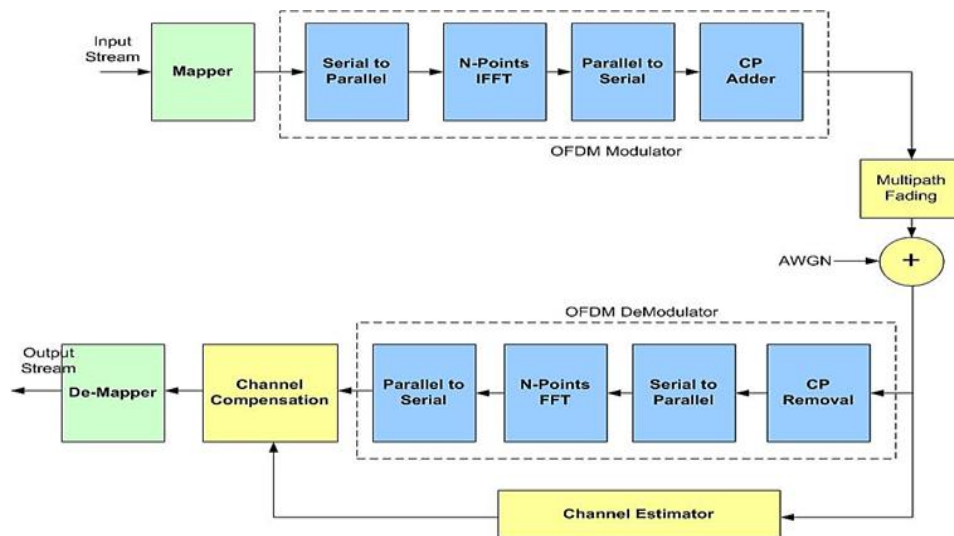 Input
Stream
Mapper
Serial to
Parallel
N-Points
IFFT
Parallel to
Serial
CP
Adder
OFDM Modulator
Multipath
Fading
AWGN
+
OFDM DeModulator
Output
Stream
De-Mapper
Channel
Compensation
Parallel to
Serial
N-Points
FFT
Serial to
Parallel
CP
Removal
Channel Estimator